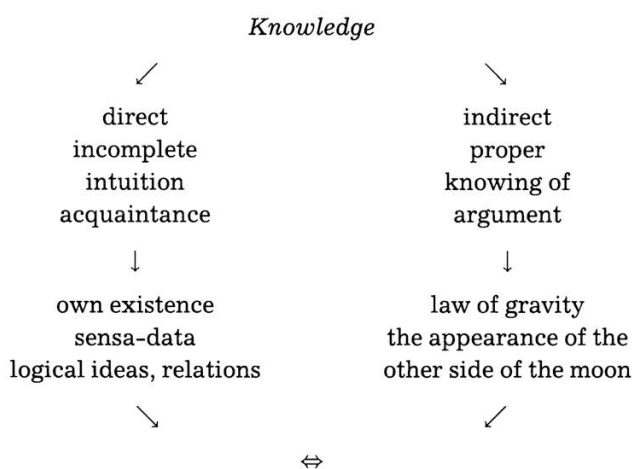 Knowledge
↙ ↘
direct indirect
incomplete proper
intuition knowing of
acquaintance argument
↓ ↓
own existence law of gravity
sensa-data the appearance of the
logical ideas, relations other side of the moon
↘ ↙
⇔